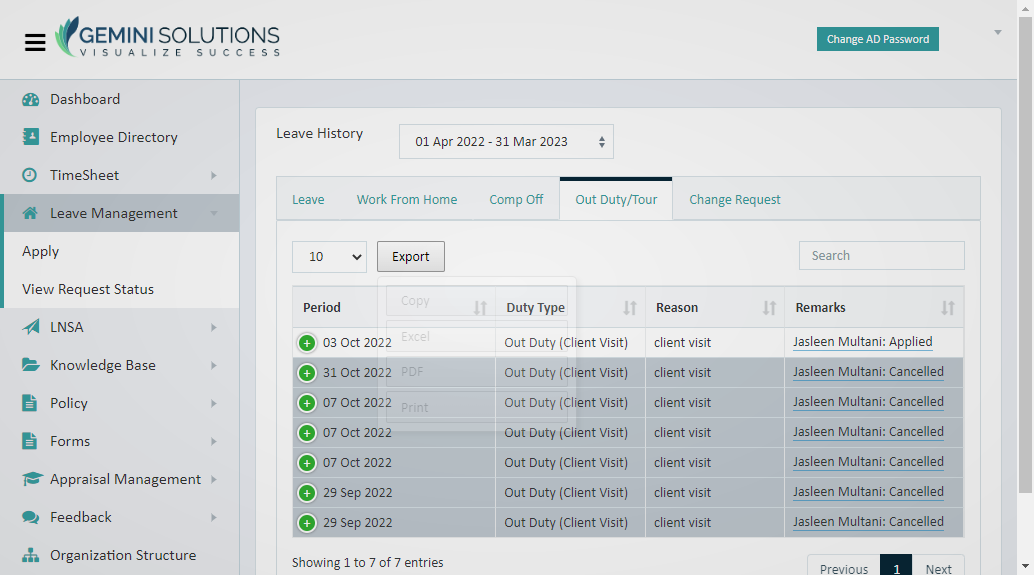 GEMINI SOLUTIONS
VISUALIZE SUCCESS
Change AD Password
Dashboard
Employee Directory
TimeSheet
Leave Management
Apply
View Request Status
LNSA
Knowledge Base
Policy
Forms
Appraisal Management
Feedback
Organization Structure
Leave History
01 Apr 2022 - 31 Mar 2023
Leave Work From Home Comp Off Out Duty/Tour Change Request
10 Export Search
Copy
Excel
PDF
Print
Period Duty Type Reason Remarks
03 Oct 2022 Out Duty (Client Visit) client visit Jasleen Multani: Applied
31 Oct 2022 Out Duty (Client Visit) client visit Jasleen Multani: Cancelled
07 Oct 2022 Out Duty (Client Visit) client visit Jasleen Multani: Cancelled
07 Oct 2022 Out Duty (Client Visit) client visit Jasleen Multani: Cancelled
07 Oct 2022 Out Duty (Client Visit) client visit Jasleen Multani: Cancelled
29 Sep 2022 Out Duty (Client Visit) client visit Jasleen Multani: Cancelled
29 Sep 2022 Out Duty (Client Visit) client visit Jasleen Multani: Cancelled
Showing 1 to 7 of 7 entries
Previous 1 Next